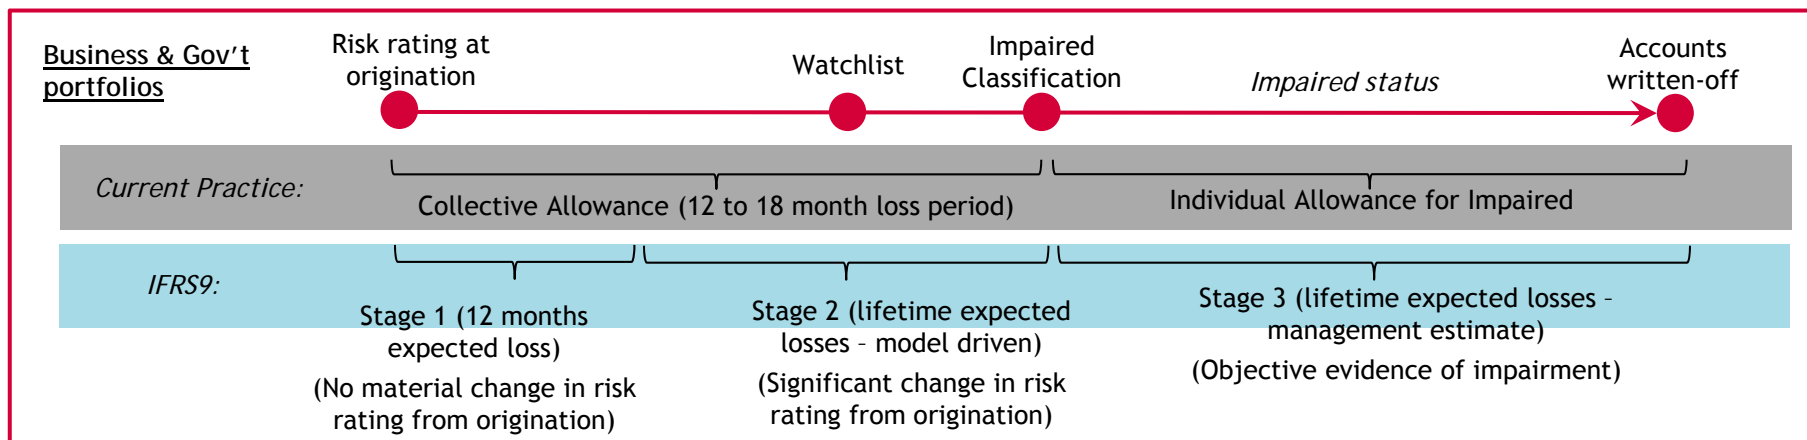 Business & Gov't
portfolios
Risk rating at
origination
Watchlist
Impaired
Classification
Impaired status
Accounts
written-off
Current Practice:
Collective Allowance (12 to 18 month loss period)
Individual Allowance for Impaired
IFRS9:
Stage 1 (12 months
expected loss)
(No material change in risk
rating from origination)
Stage 2 (lifetime expected
losses – model driven)
(Significant change in risk
rating from origination)
Stage 3 (lifetime expected losses –
management estimate)
(Objective evidence of impairment)